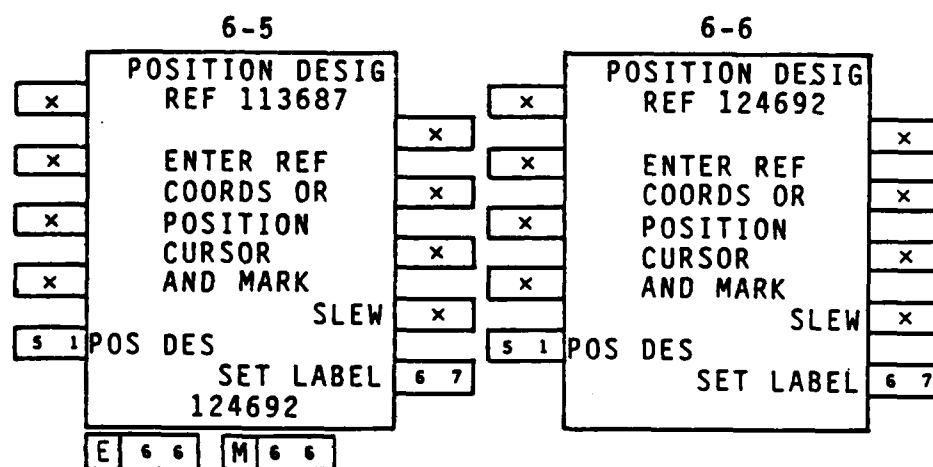 6-5
POSITION DESIG
REF 113687
×
×
×
ENTER REF
×
COORDS OR
×
POSITION
×
CURSOR
×
AND MARK
SLEW ×
5 1 POS DES
SET LABEL 6 7
124692
E 6 6 M 6 6
6-6
POSITION DESIG
REF 124692
×
×
×
ENTER REF
×
COORDS OR
×
POSITION
×
CURSOR
×
AND MARK
SLEW ×
5 1 POS DES
SET LABEL 6 7